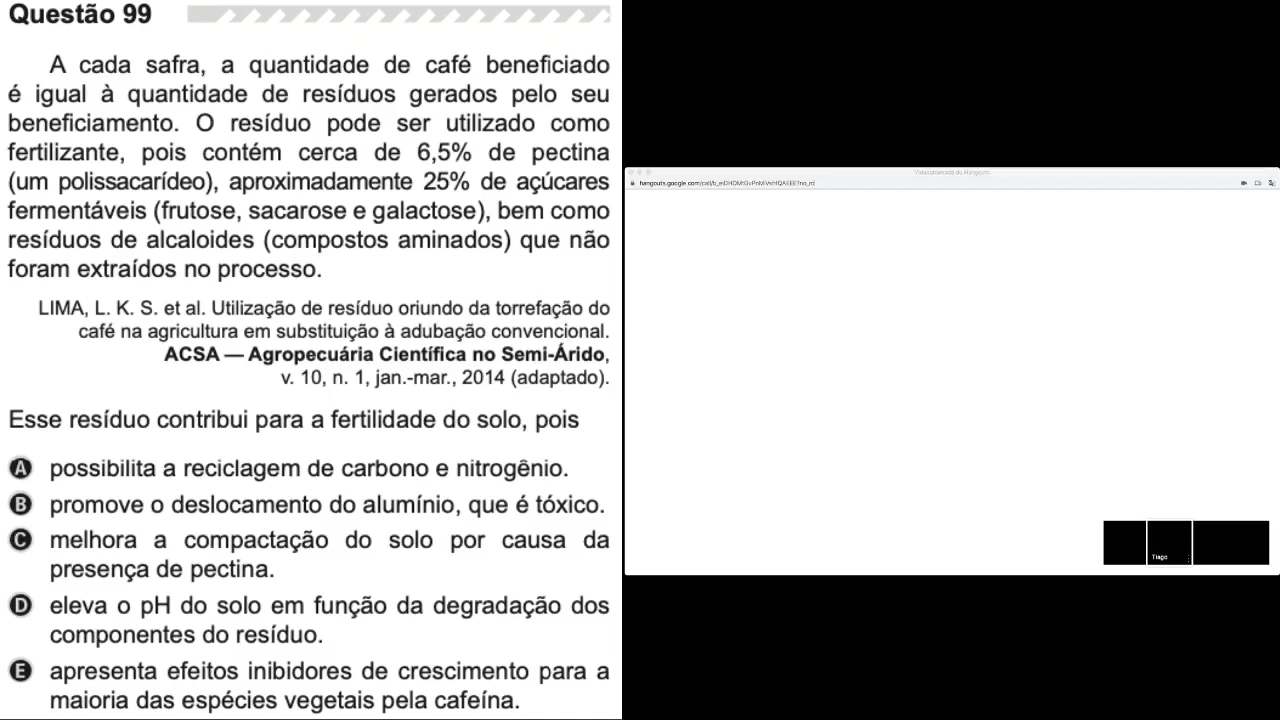 Questão 99
A cada safra, a quantidade de café beneficiado
é igual à quantidade de resíduos gerados pelo seu
beneficiamento. O resíduo pode ser utilizado como
fertilizante, pois contém cerca de 6,5% de pectina
(um polissacarídeo), aproximadamente 25% de açúcares
fermentáveis (frutose, sacarose e galactose), bem como
resíduos de alcaloides (compostos aminados) que não
foram extraídos no processo.
LIMA, L. K. S. et al. Utilização de resíduo oriundo da torrefação do
café na agricultura em substituição à adubação convencional.
ACSA — Agropecuária Científica no Semi-Árido,
v. 10, n. 1, jan.-mar., 2014 (adaptado).
Esse resíduo contribui para a fertilidade do solo, pois
A possibilita a reciclagem de carbono e nitrogênio.
B promove o deslocamento do alumínio, que é tóxico.
C melhora a compactação do solo por causa da
presença de pectina.
D eleva o pH do solo em função da degradação dos
componentes do resíduo.
E apresenta efeitos inibidores de crescimento para a
maioria das espécies vegetais pela cafeína.
Videochamada do Hangouts
Tiago